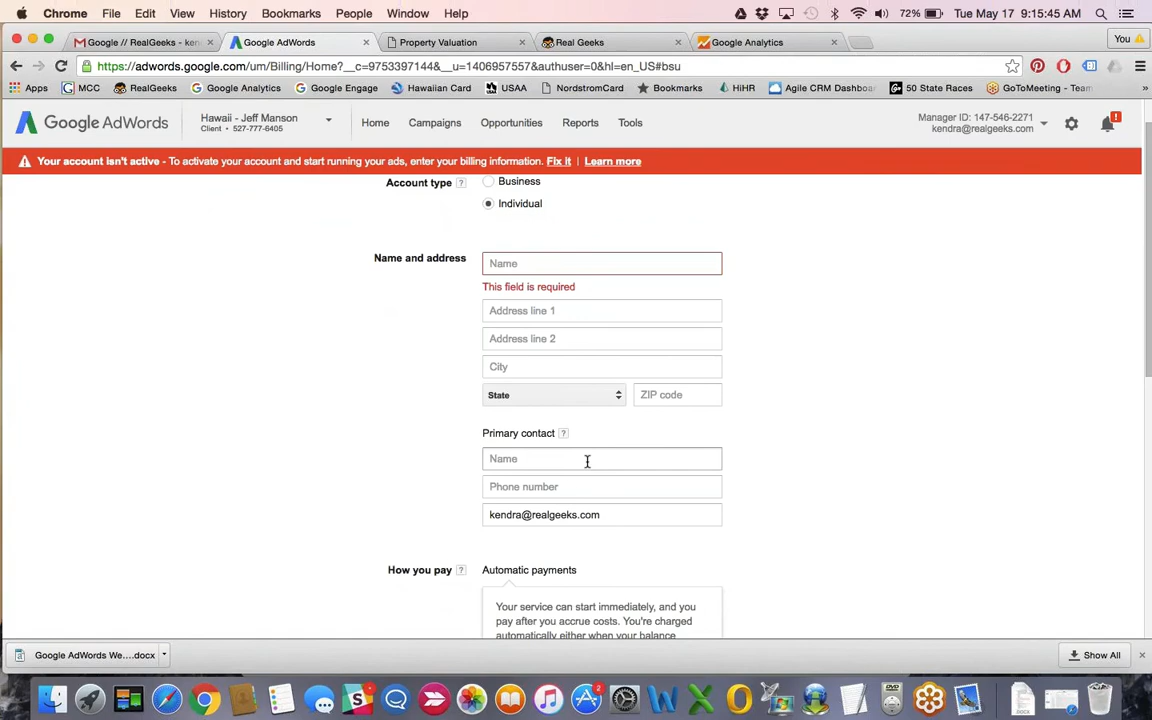 Chrome File Edit View History Bookmarks People Window Help 72% Tue May 17 9:15:45 AM
Google // RealGeeks - ken Google AdWords Property Valuation Real Geeks Google Analytics You
https://adwords.google.com/um/Billing/Home?__c=9753397144&__u=1406957557&authuser=0&hl=en_US#bsu
Apps MCC RealGeeks Google Analytics Google Engage Hawaiian Card USAA NordstromCard Bookmarks HiHR Agile CRM Dashboa 50 State Races GoToMeeting - Team »
Google AdWords Hawaii - Jeff Manson Home Campaigns Opportunities Reports Tools Manager ID: 147-546-2271
Client • 527-777-6405 kendra@realgeeks.com !
Your account isn't active - To activate your account and start running your ads, enter your billing information. Fix it | Learn more
Account type ? Business
Individual
Name and address Name
This field is required
Address line 1
Address line 2
City
State ZIP code
Primary contact ?
Name
Phone number
kendra@realgeeks.com
How you pay ? Automatic payments
Your service can start immediately, and you
pay after you accrue costs. You're charged
automatically either when your balance
Google AdWords We....docx Show All